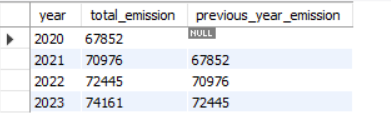 year total_emission previous_year_emission
2020 67852 NULL
2021 70976 67852
2022 72445 70976
2023 74161 72445